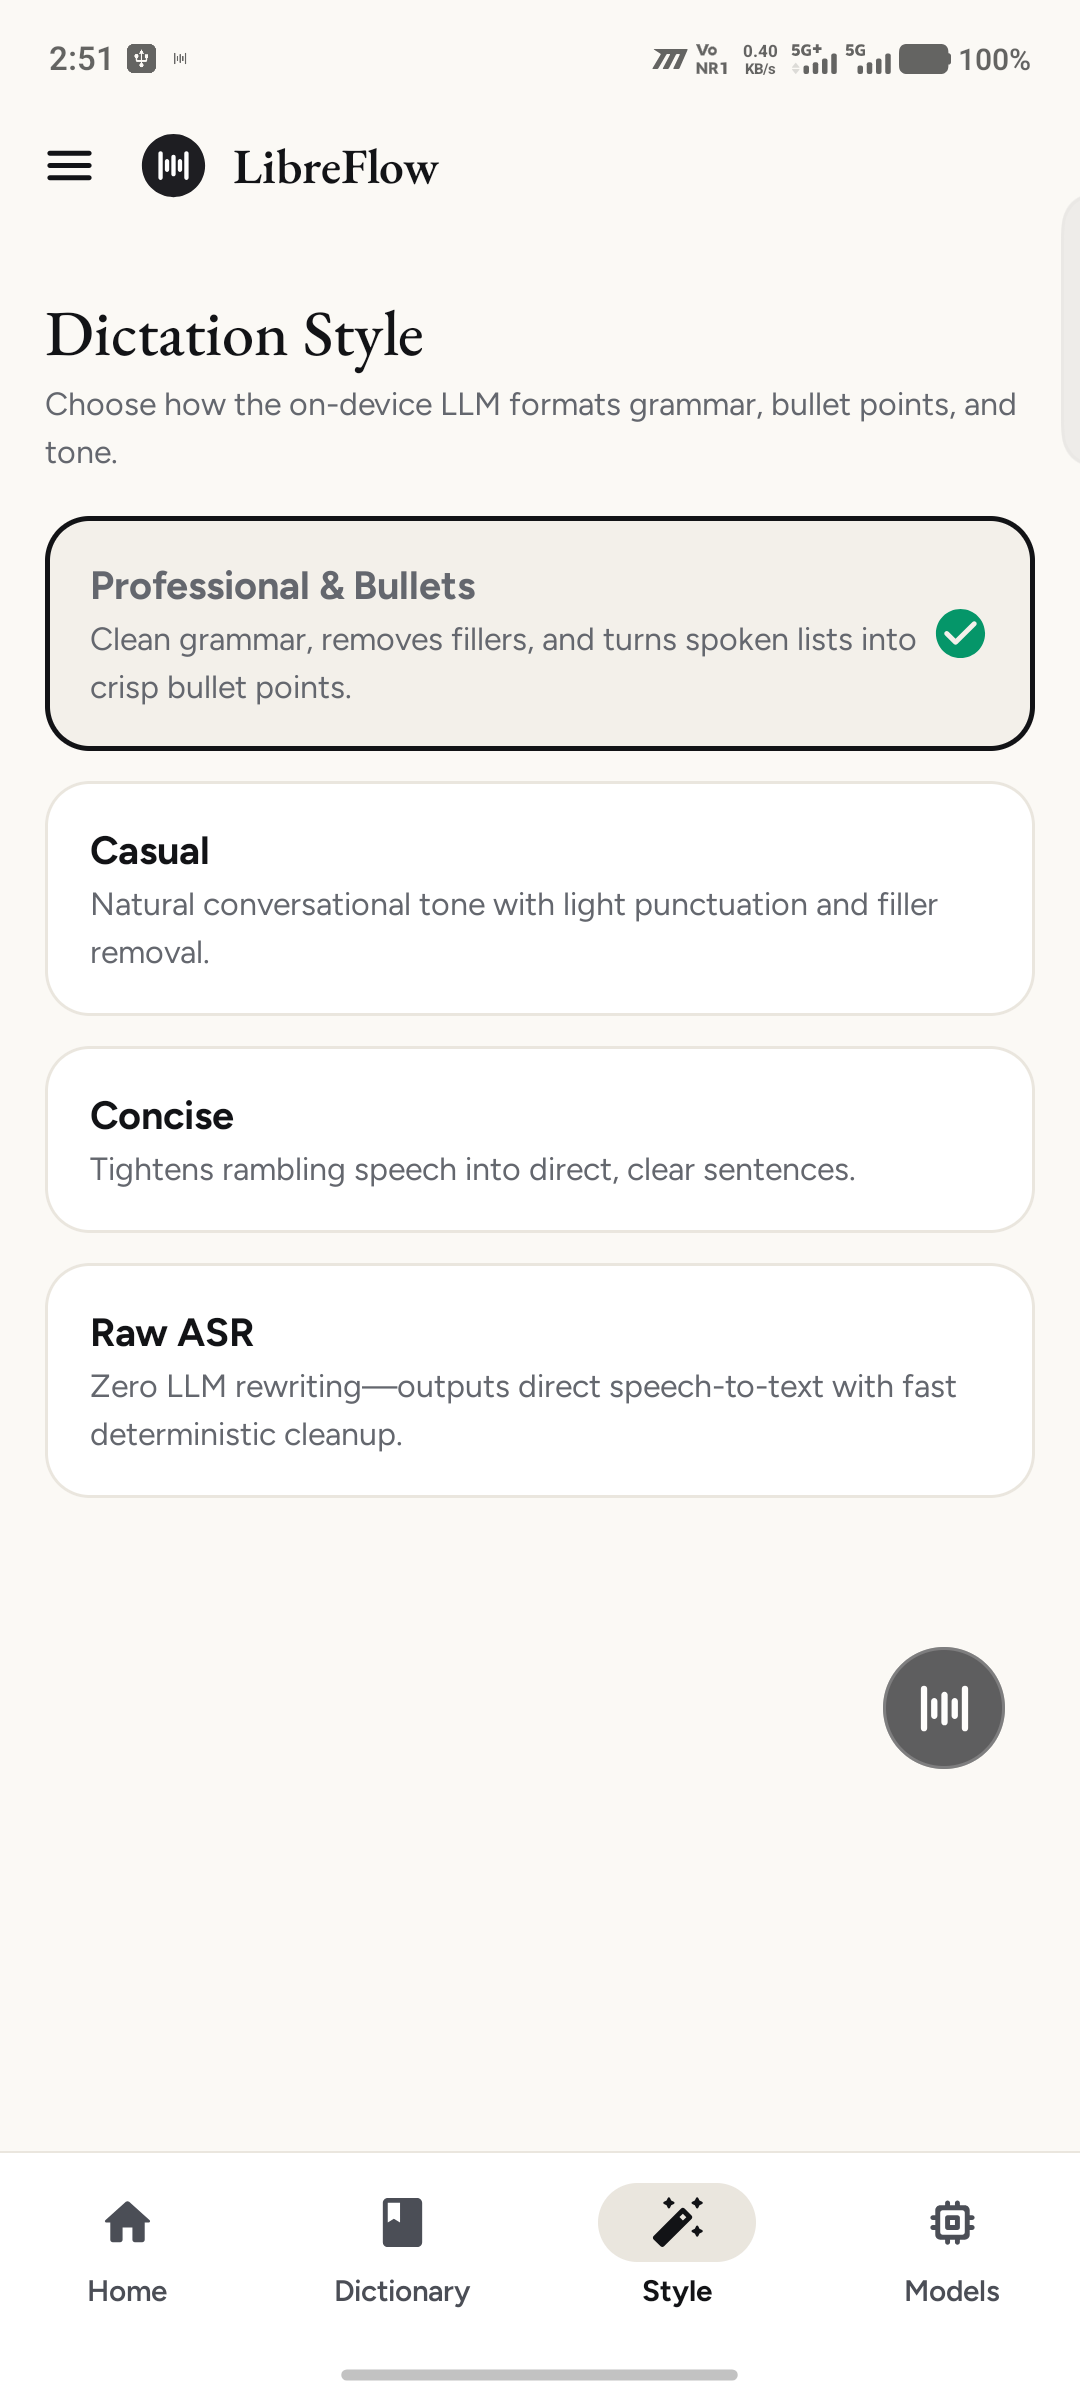 2:51
Vo
NR1
0.40
KB/s
5G+
5G
100%
LibreFlow
Dictation Style
Choose how the on-device LLM formats grammar, bullet points, and
tone.
Professional & Bullets
Clean grammar, removes fillers, and turns spoken lists into
crisp bullet points.
Casual
Natural conversational tone with light punctuation and filler
removal.
Concise
Tightens rambling speech into direct, clear sentences.
Raw ASR
Zero LLM rewriting—outputs direct speech-to-text with fast
deterministic cleanup.
Home
Dictionary
Style
Models